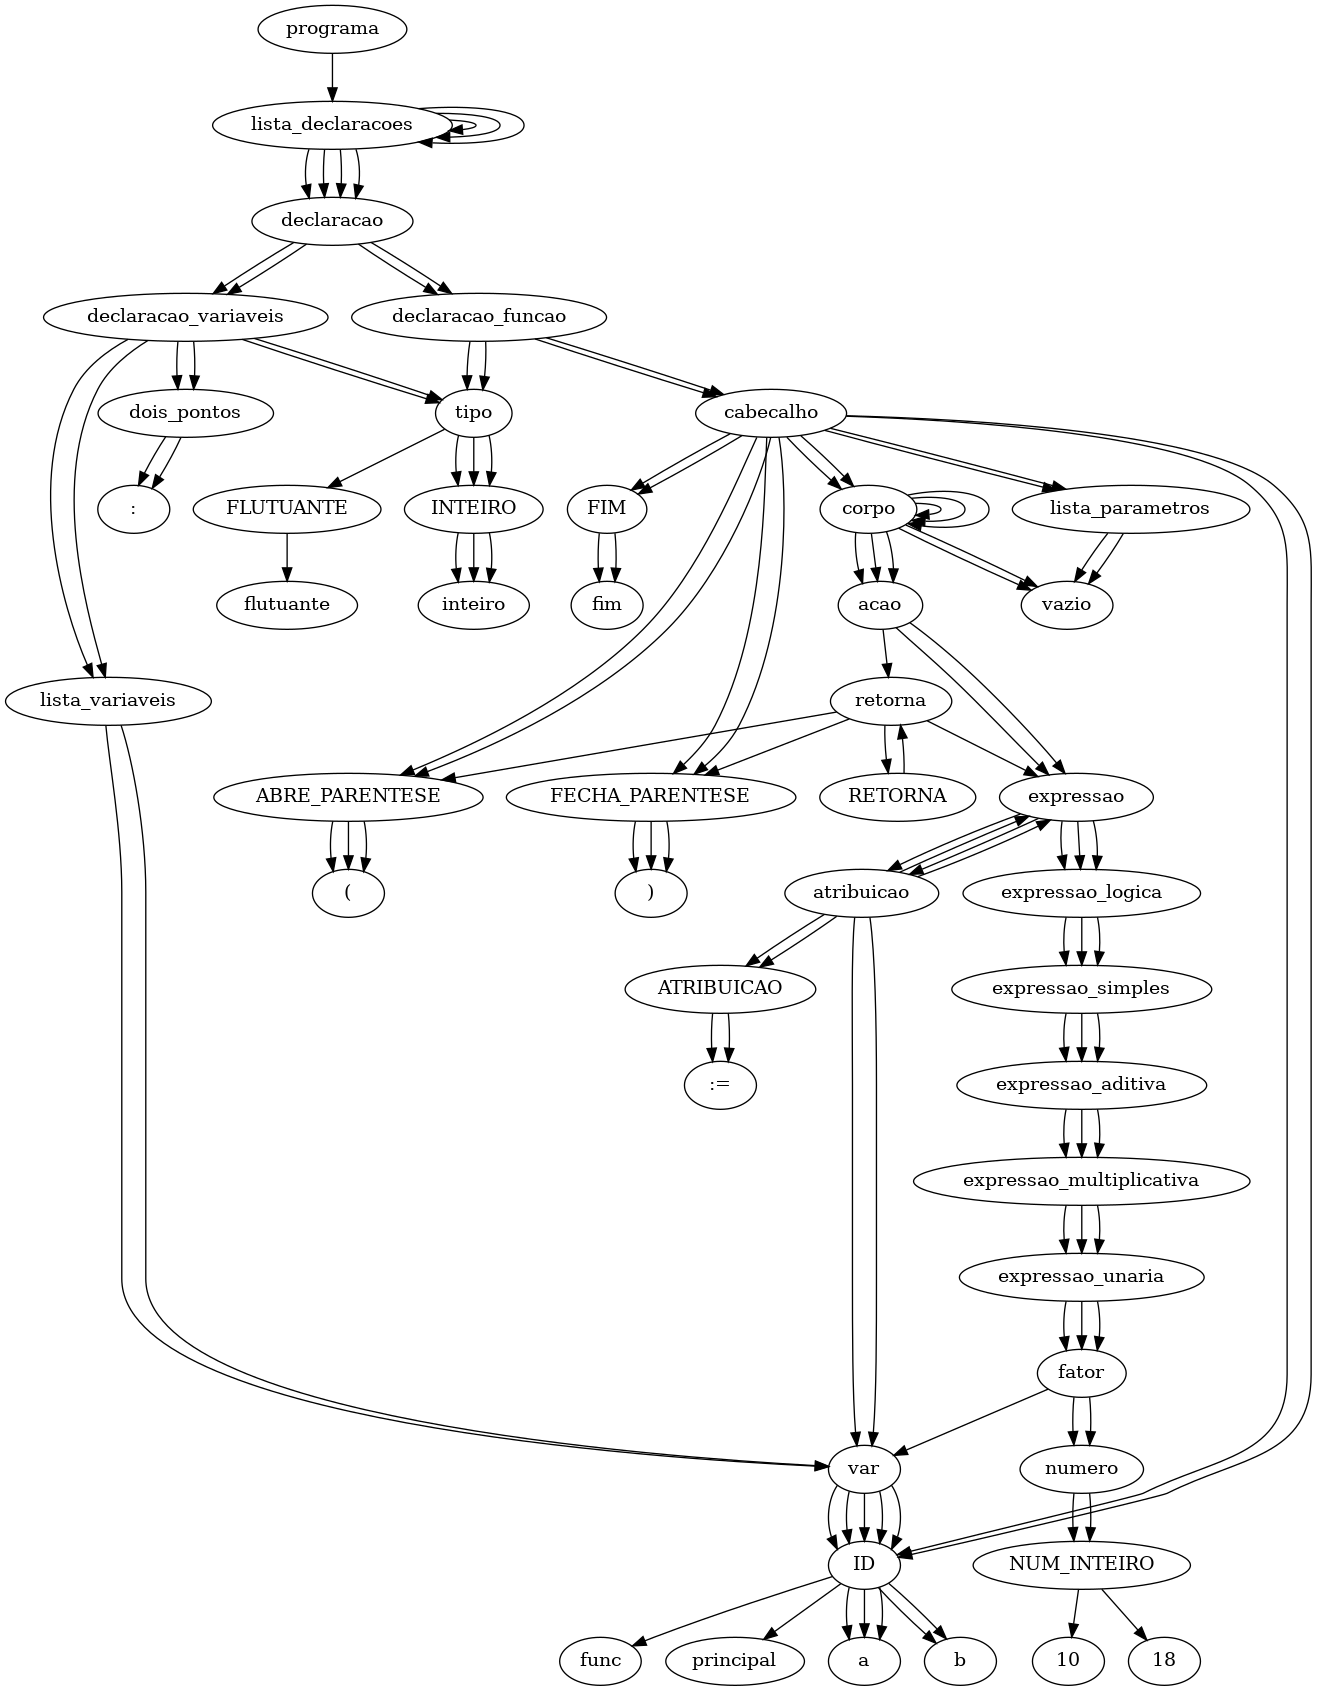 programa
lista_declaracoes
declaracao
declaracao_variaveis
declaracao_funcao
dois_pontos
tipo
cabecalho
:
FLUTUANTE
INTEIRO
FIM
corpo
lista_parametros
flutuante
inteiro
fim
acao
vazio
lista_variaveis
retorna
ABRE_PARENTESE
FECHA_PARENTESE
RETORNA
expressao
(
)
atribuicao
expressao_logica
ATRIBUICAO
expressao_simples
:=
expressao_aditiva
expressao_multiplicativa
expressao_unaria
fator
var
numero
ID
NUM_INTEIRO
func
principal
a
b
10
18